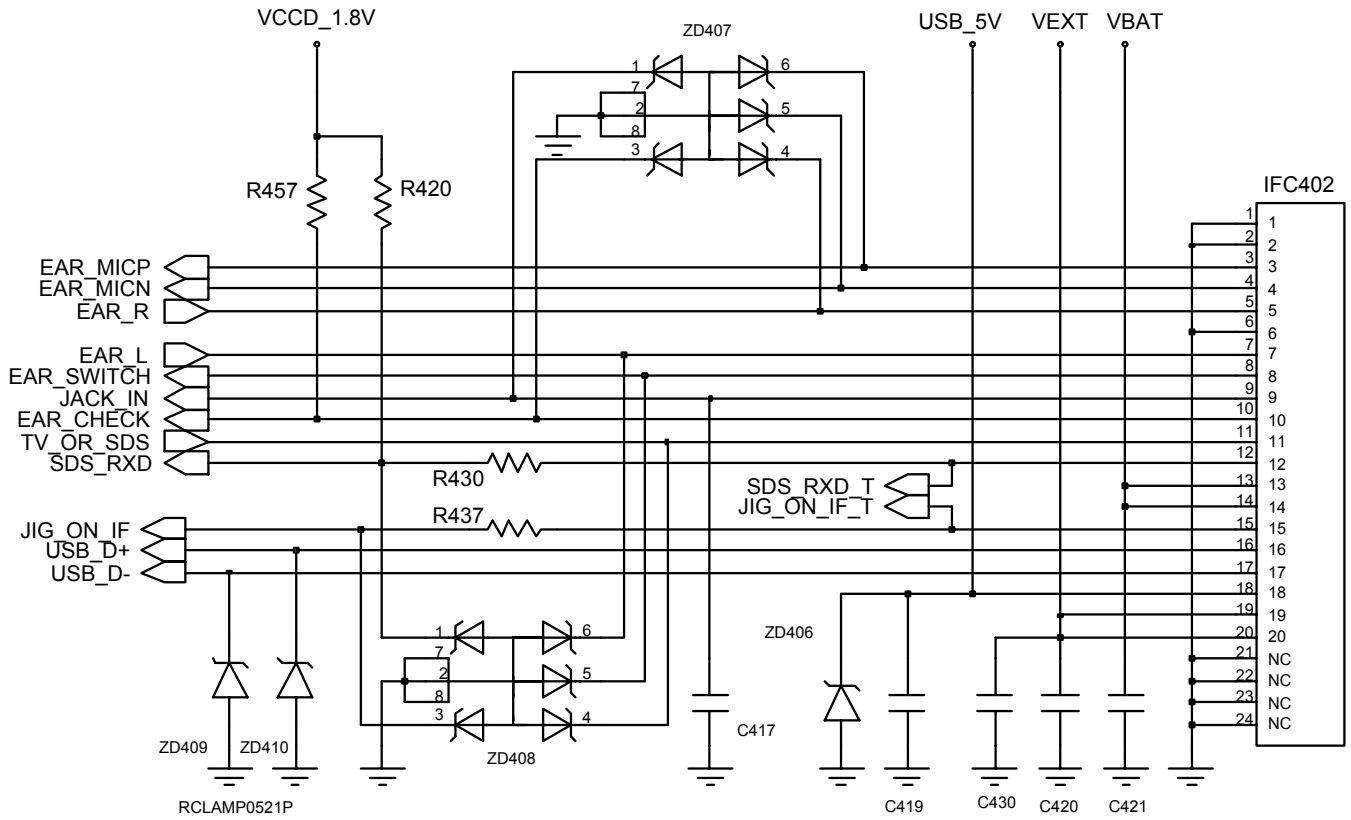 VCCD_1.8V
ZD407
USB_5V VEXT VBAT
1 6
7
2 5
8
3 4
R457 R420
IFC402
1 1
2 2
EAR_MICP 3 3
EAR_MICN 4 4
EAR_R 5 5
6 6
EAR_L 7 7
EAR_SWITCH 8 8
JACK_IN 9 9
EAR_CHECK 10 10
TV_OR_SDS 11 11
SDS_RXD 12 12
R430
SDS_RXD_T 13 13
JIG_ON_IF_T 14 14
R437
JIG_ON_IF 15 15
USB_D+ 16 16
USB_D- 17 17
18 18
19 19
20 20
21 NC
22 NC
23 NC
24 NC
ZD406
1 6
7
2 5
8
3 4
C417
ZD409 ZD410 ZD408
RCLAMP0521P
C419 C430 C420 C421